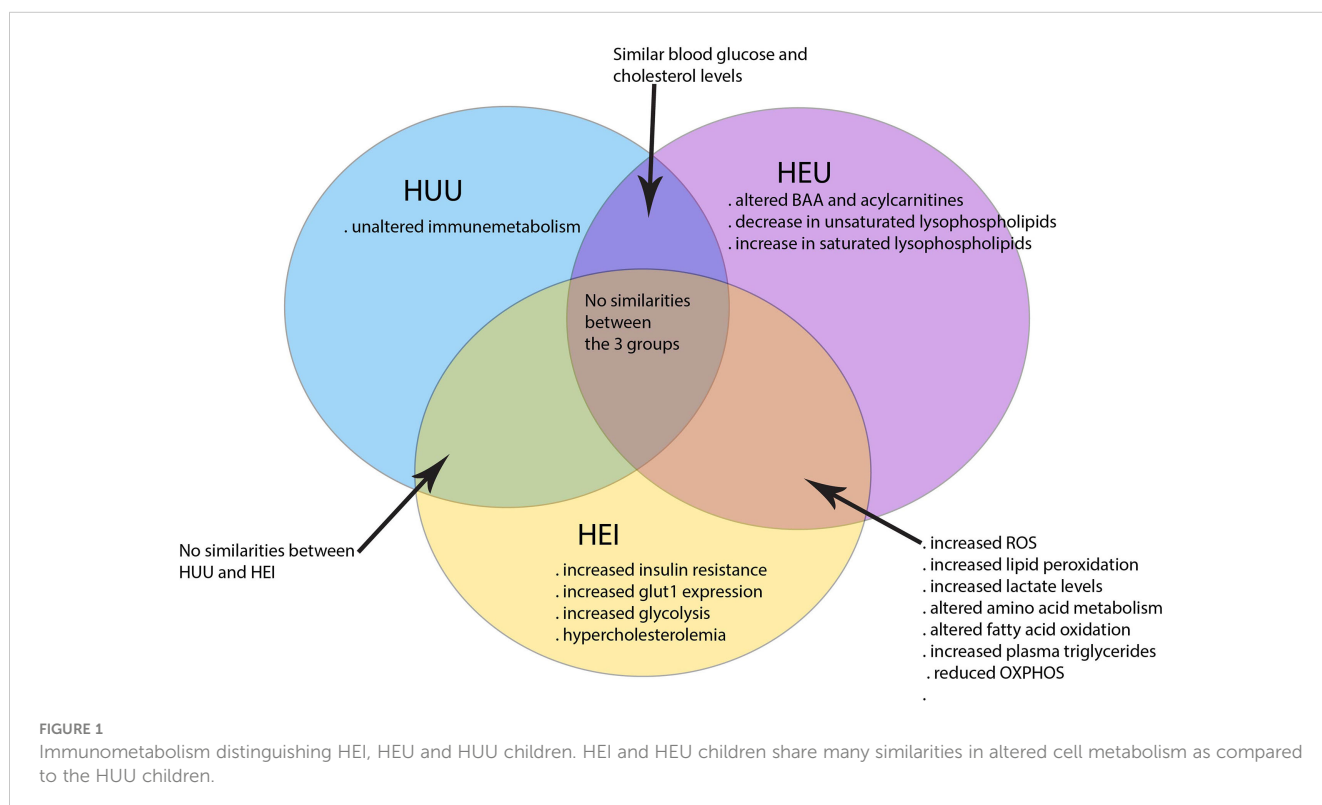 Similar blood glucose and
cholesterol levels
HUU
. unaltered immunemetabolism
HEU
. altered BAA and acylcarnitines
. decrease in unsaturated lysophospholipids
. increase in saturated lysophospholipids
No similarities
between
the 3 groups
No similarities between
HUU and HEI
HEI
. increased insulin resistance
. increased glut1 expression
. increased glycolysis
. hypercholesterolemia
. increased ROS
. increased lipid peroxidation
. increased lactate levels
. altered amino acid metabolism
. altered fatty acid oxidation
. increased plasma triglycerides
. reduced OXPHOS
.
FIGURE 1
Immunometabolism distinguishing HEI, HEU and HUU children. HEI and HEU children share many similarities in altered cell metabolism as compared
to the HUU children.